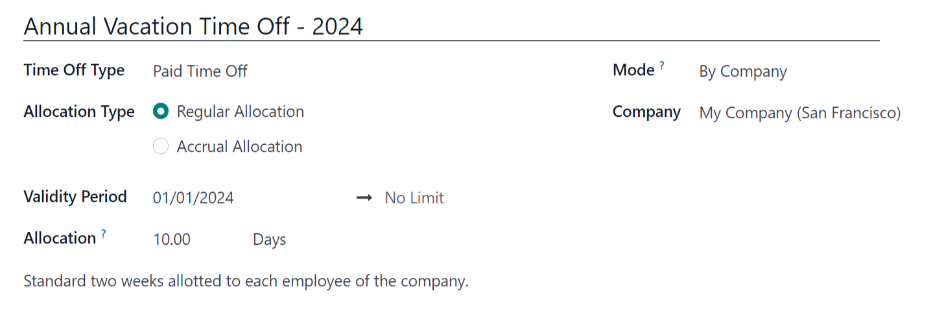 Annual Vacation Time Off - 2024
Time Off Type Paid Time Off Mode ? By Company
Allocation Type Regular Allocation Company My Company (San Francisco)
Accrual Allocation
Validity Period 01/01/2024 → No Limit
Allocation ? 10.00 Days
Standard two weeks allotted to each employee of the company.